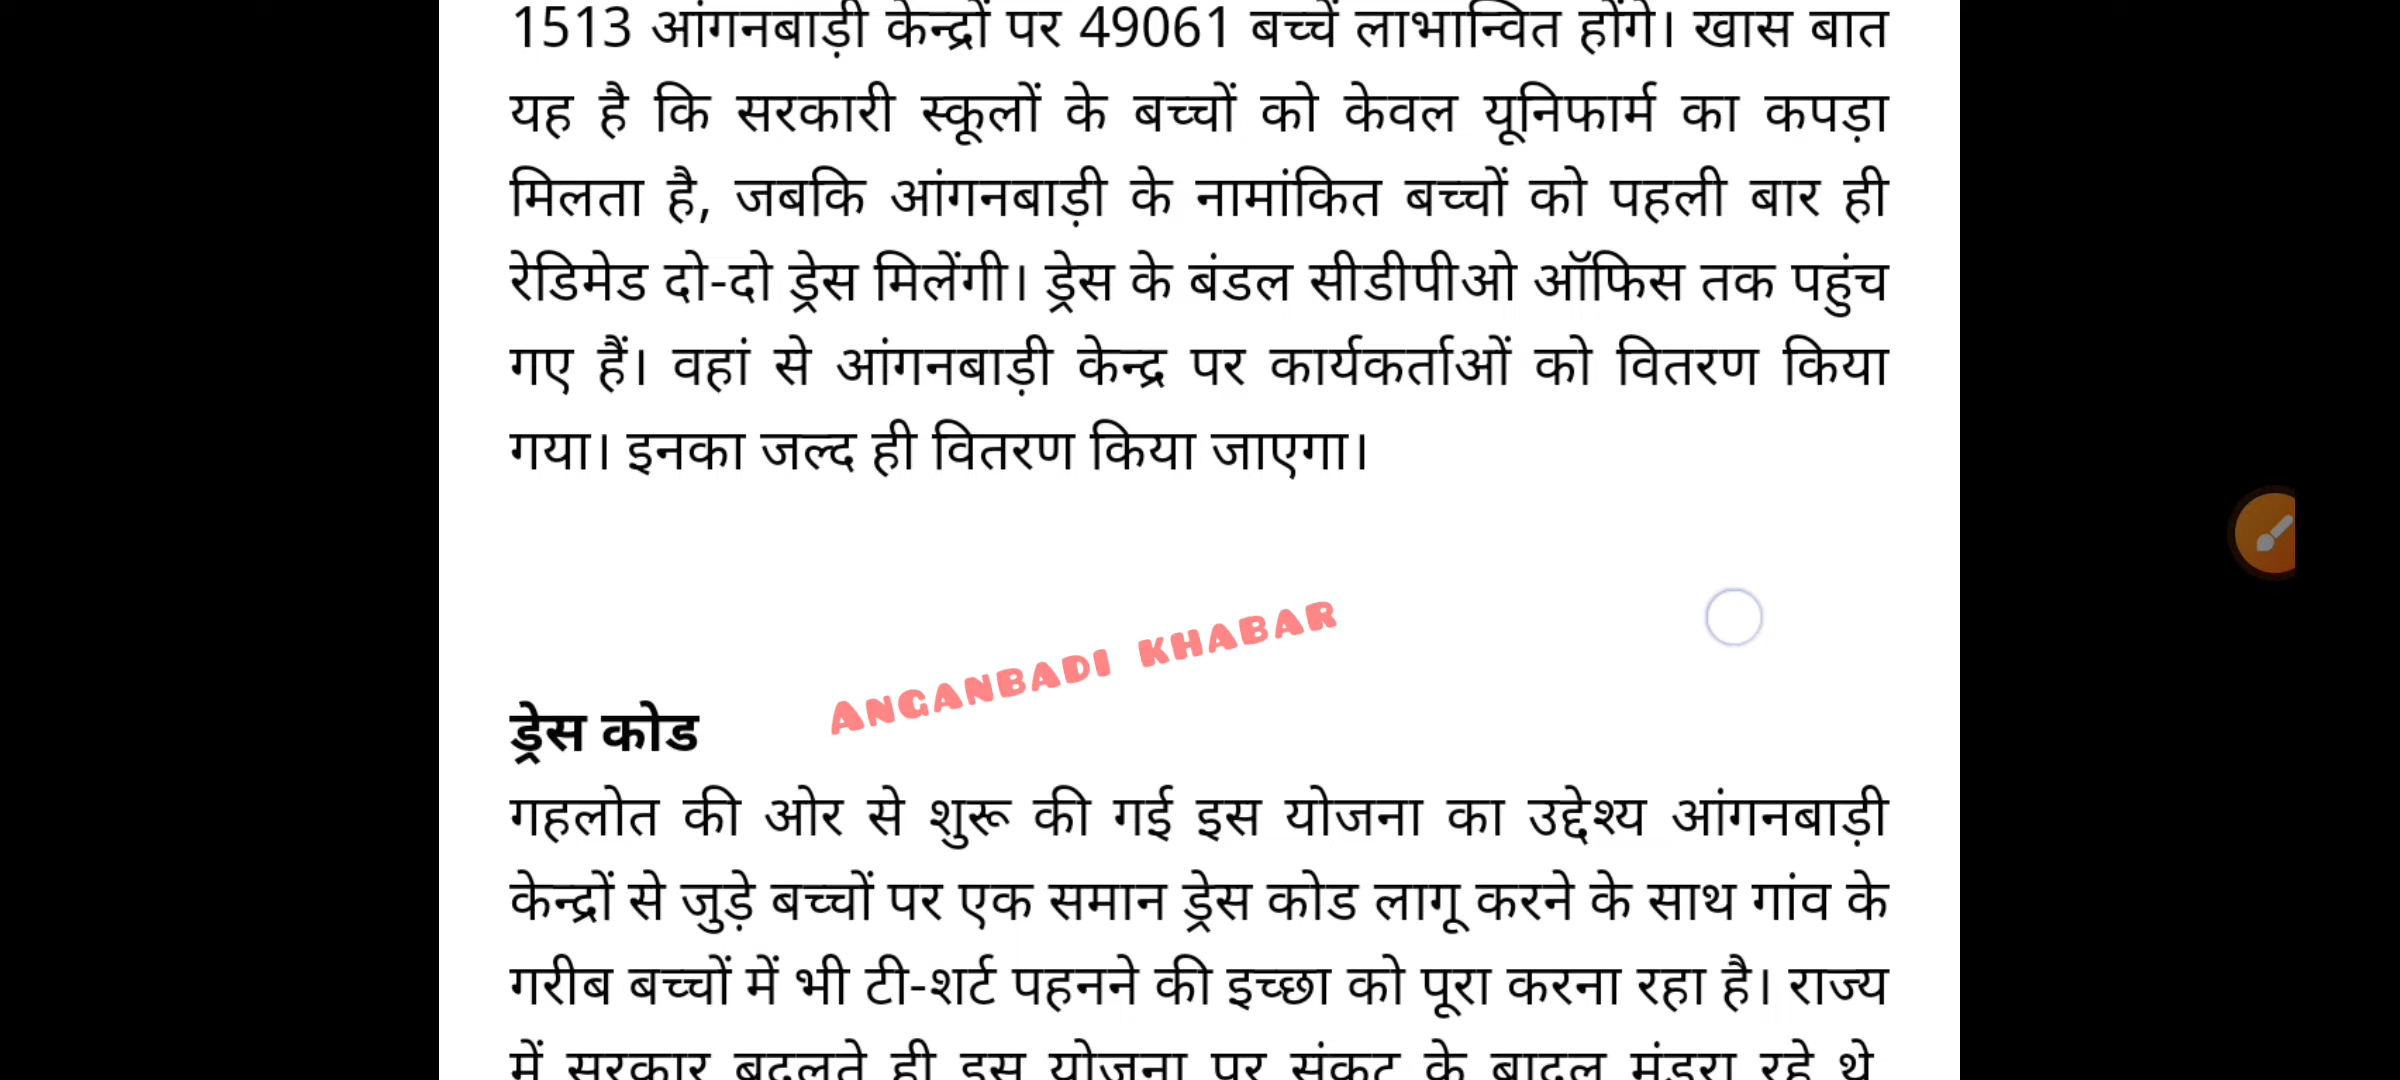 1513 आंगनबाड़ी केन्द्रों पर 49061 बच्चें लाभान्वित होंगे। खास बात
यह है कि सरकारी स्कूलों के बच्चों को केवल यूनिफार्म का कपड़ा
मिलता है, जबकि आंगनबाड़ी के नामांकित बच्चों को पहली बार ही
रेडिमेड दो-दो ड्रेस मिलेंगी। ड्रेस के बंडल सीडीपीओ ऑफिस तक पहुंच
गए हैं। वहां से आंगनबाड़ी केन्द्र पर कार्यकर्ताओं को वितरण किया
गया। इनका जल्द ही वितरण किया जाएगा।
ANGANBADI KHABAR
ड्रेस कोड
गहलोत की ओर से शुरू की गई इस योजना का उद्देश्य आंगनबाड़ी
केन्द्रों से जुड़े बच्चों पर एक समान ड्रेस कोड लागू करने के साथ गांव के
गरीब बच्चों में भी टी-शर्ट पहनने की इच्छा को पूरा करना रहा है। राज्य
में सरकार बदलते ही इस योजना पर संकट के बादल मंडरा रहे थे